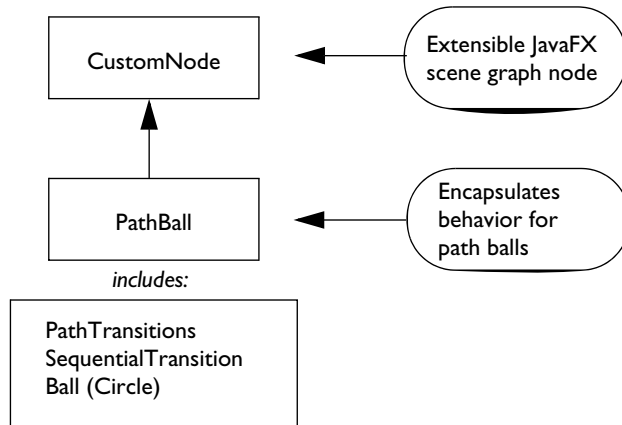 CustomNode
Extensible JavaFX
scene graph node
PathBall
Encapsulates
behavior for
path balls
includes:
PathTransitions
SequentialTransition
Ball (Circle)